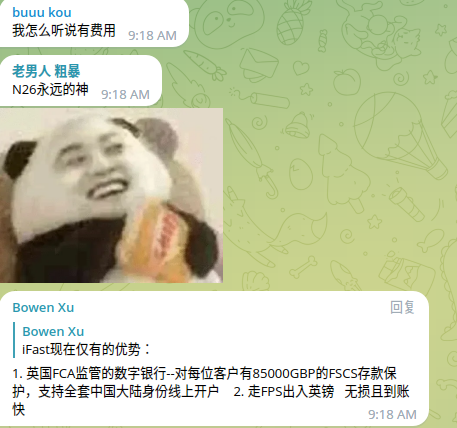 buuu kou
我怎么听说有费用 9:18 AM
老男人 粗暴
N26永远的神 9:18 AM
Bowen Xu 回复
Bowen Xu
iFast现在仅有的优势：
1. 英国FCA监管的数字银行--对每位客户有85000GBP的FSCS存款保
护，支持全套中国大陆身份线上开户 2. 走FPS出入英镑 无损且到账
快 9:18 AM